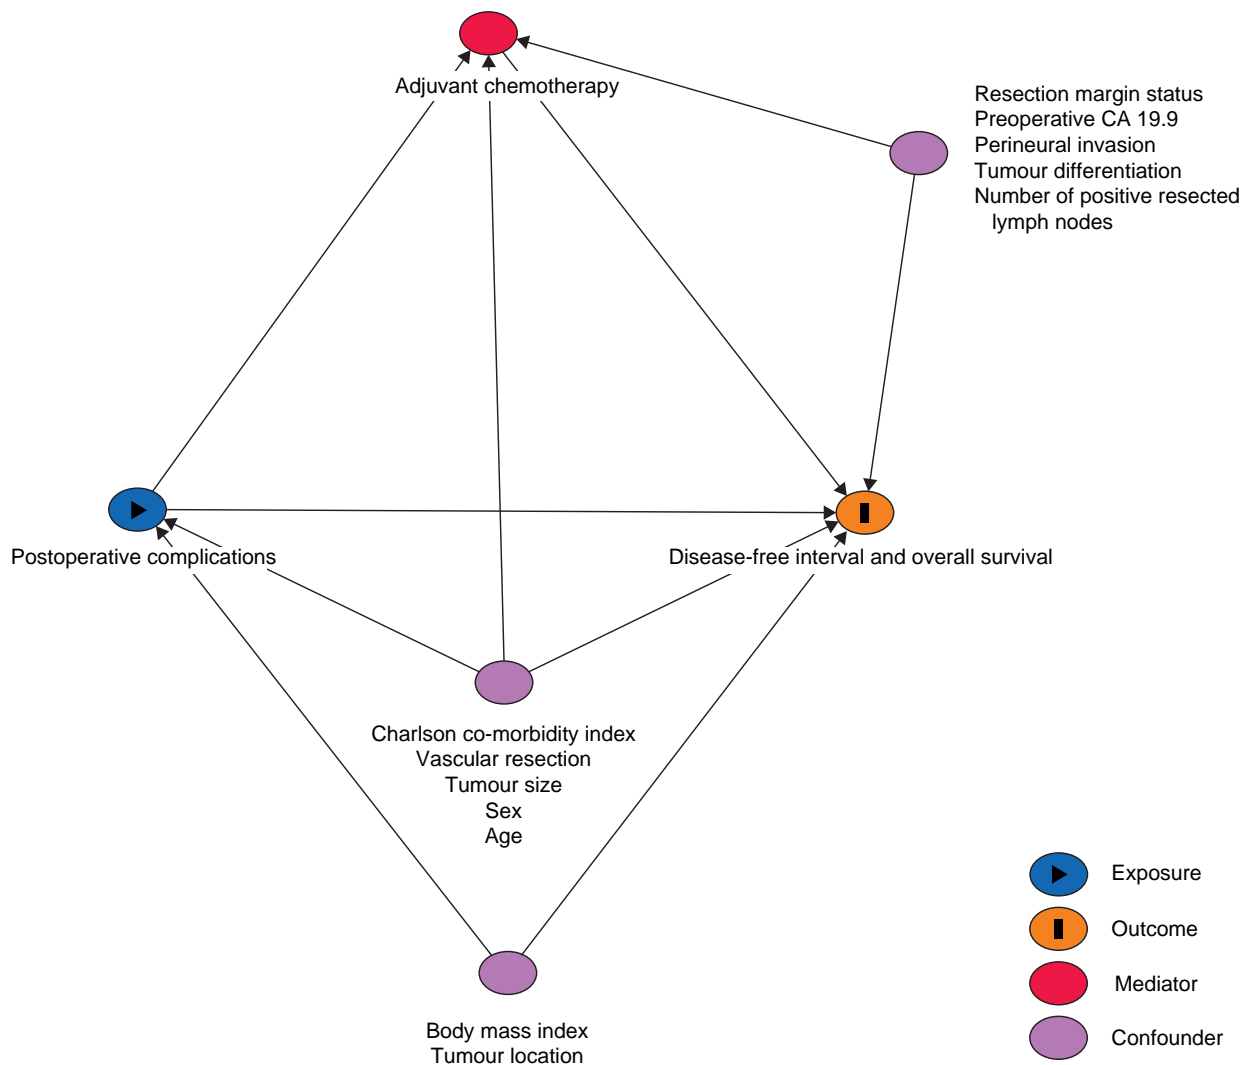 Adjuvant chemotherapy
Resection margin status
Preoperative CA 19.9
Perineural invasion
Tumour differentiation
Number of positive resected
lymph nodes
Postoperative complications
Disease-free interval and overall survival
Charlson co-morbidity index
Vascular resection
Tumour size
Sex
Age
Body mass index
Tumour location
Exposure
Outcome
Mediator
Confounder